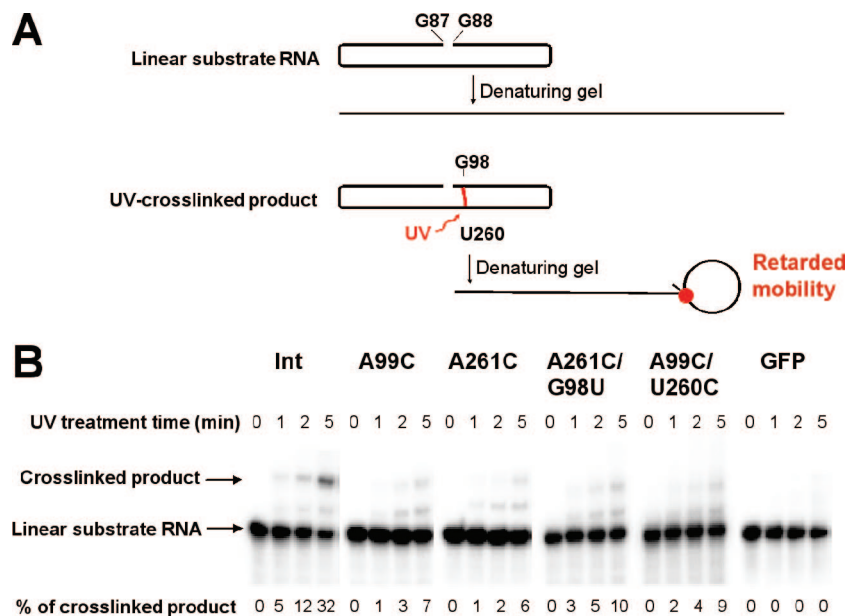 A
G87 G88
Linear substrate RNA
Denaturing gel
G98
UV-crosslinked product
UV U260
Denaturing gel
Retarded
mobility
B
Int A99C A261C A261C/ A99C/ GFP
G98U U260C
UV treatment time (min) 0 1 2 5 0 1 2 5 0 1 2 5 0 1 2 5 0 1 2 5 0 1 2 5
Crosslinked product
Linear substrate RNA
% of crosslinked product 0 5 12 32 0 1 3 7 0 1 2 6 0 3 5 10 0 2 4 9 0 0 0 0